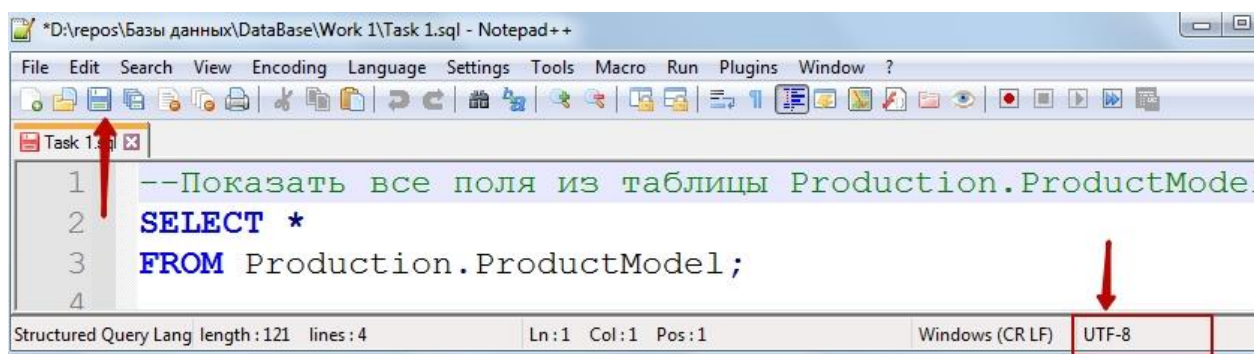 *D:\repos\Базы данных\DataBase\Work 1\Task 1.sql - Notepad++
File Edit Search View Encoding Language Settings Tools Macro Run Plugins Window ?
Task 1.sql
1 --Показать все поля из таблицы Production.ProductModel
2 SELECT *
3 FROM Production.ProductModel;
4
Structured Query Lang length : 121 lines : 4 Ln : 1 Col : 1 Pos : 1 Windows (CR LF) UTF-8